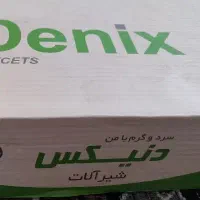 Denix
CETS
سرد و گرم با من
دنیکس
شیرآلات